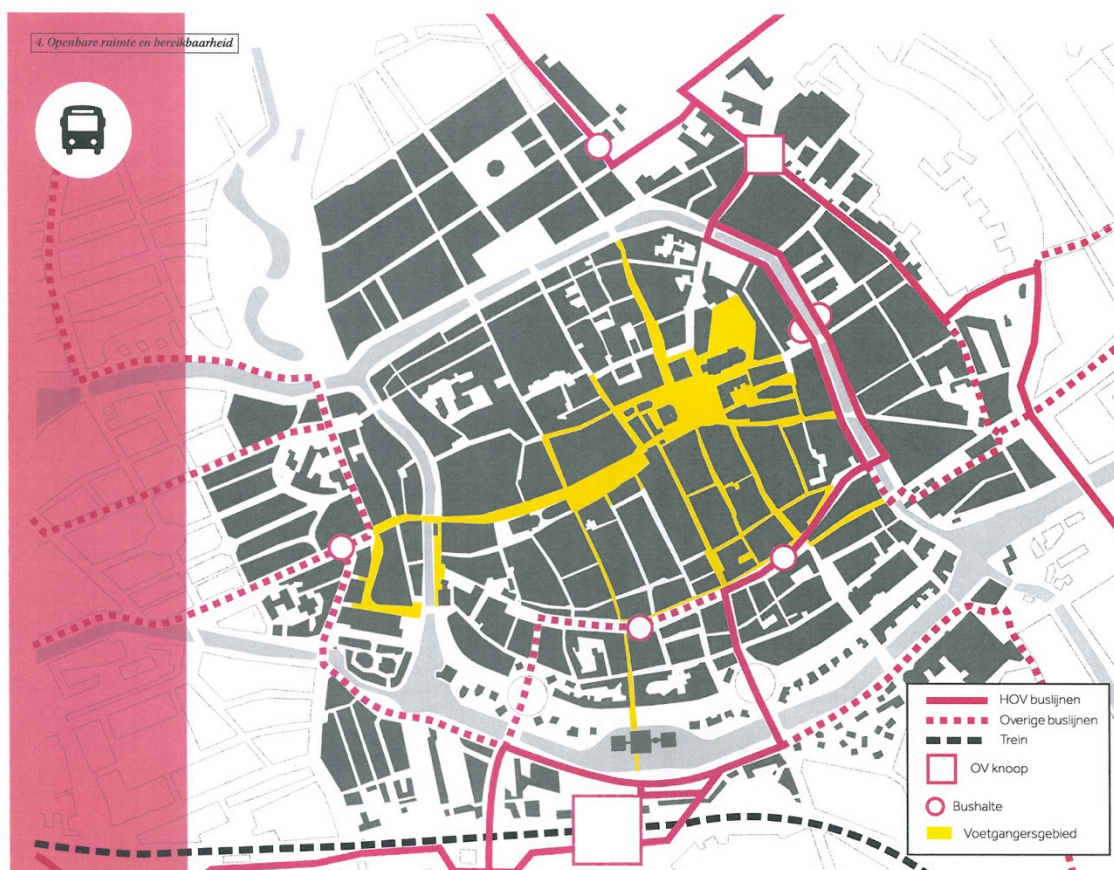 4. Openbare ruimte en bereikbaarheid
HOV buslijnen
Overige buslijnen
Trein
OV knoop
Bushalte
Voetgangersgebied